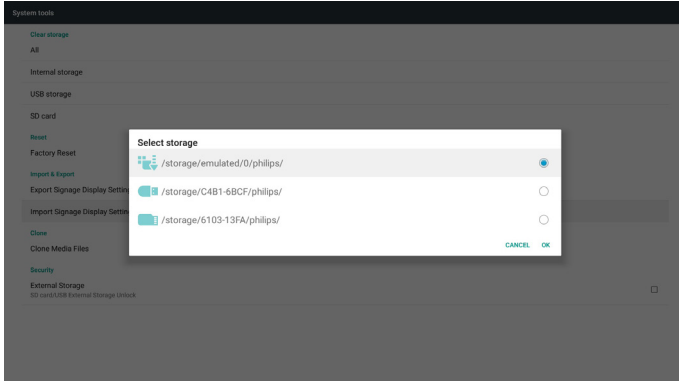 System tools
Clear storage
All
Internal storage
USB storage
SD card
Reset
Factory Reset
Import & Export
Export Signage Display Settin
Import Signage Display Settin
Clone
Clone Media Files
Security
External Storage
SD card/USB External Storage Unlock
Select storage
/storage/emulated/0/philips/
/storage/C4B1-6BCF/philips/
/storage/6103-13FA/philips/
CANCEL OK